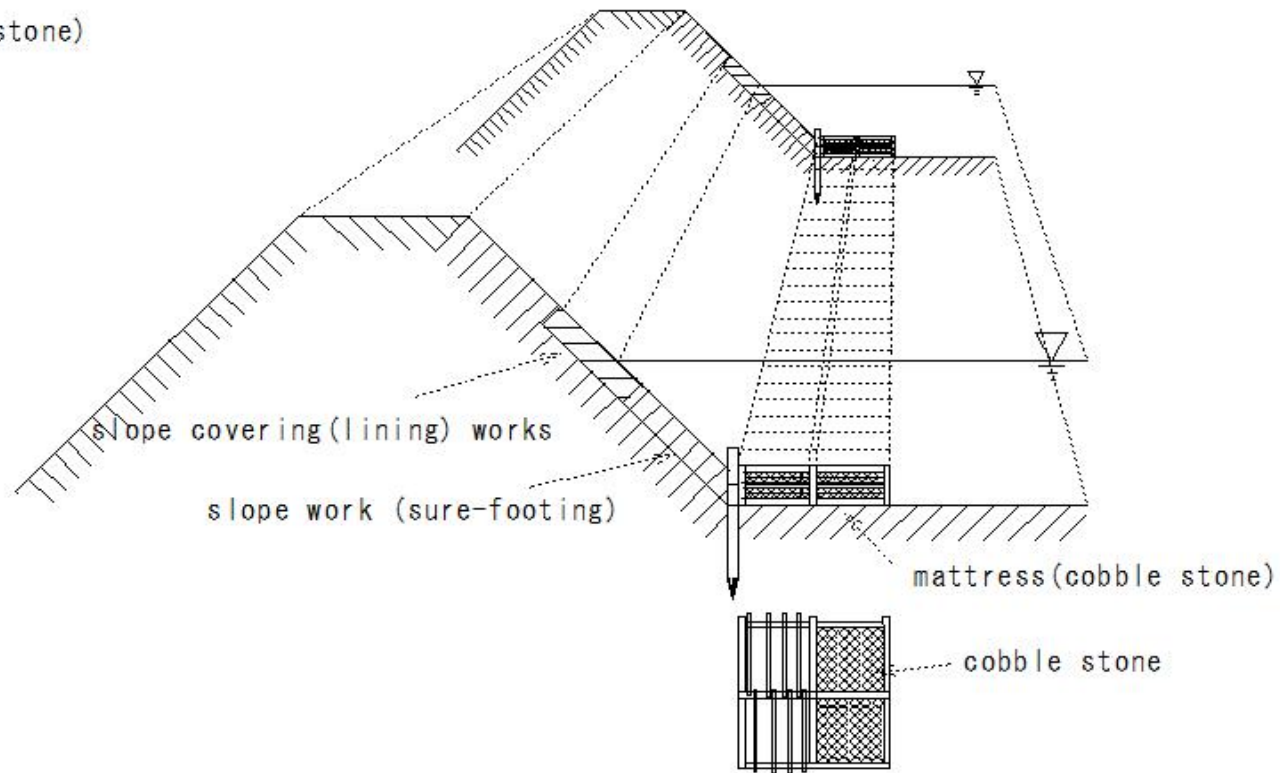 stone)
slope covering(lining) works
slope work (sure-footing)
mattress(cobble stone)
cobble stone